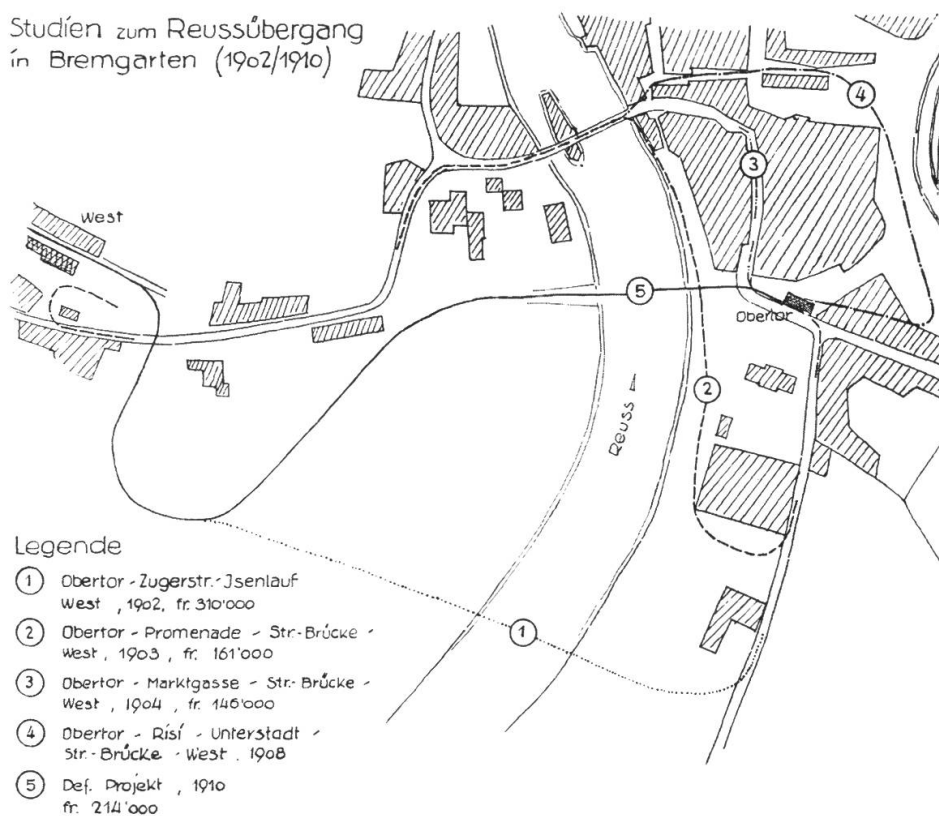 Studien zum Reussübergang
in Bremgarten (1902/1910)
4
3
West
5
Obertor
2
Reuss
1
Legende
1 Obertor - Zugerstr. - Jsenlauf
West , 1902, fr. 310'000
2 Obertor - Promenade - Str.-Brücke -
West , 1903 , fr. 161'000
3 Obertor - Marktgasse - Str.-Brücke -
West , 1904 , fr. 146'000
4 Obertor - Risi - Unterstadt -
Str.-Brücke - West . 1908
5 Def. Projekt , 1910
fr. 214'000